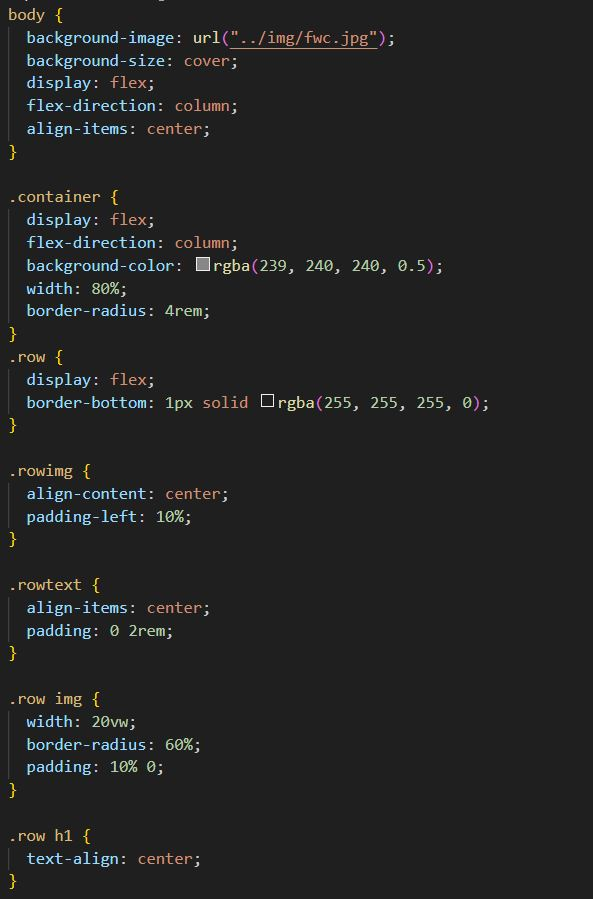 body {
  background-image: url("../img/fwc.jpg");
  background-size: cover;
  display: flex;
  flex-direction: column;
  align-items: center;
}

.container {
  display: flex;
  flex-direction: column;
  background-color: rgba(239, 240, 240, 0.5);
  width: 80%;
  border-radius: 4rem;
}
.row {
  display: flex;
  border-bottom: 1px solid rgba(255, 255, 255, 0);
}

.rowimg {
  align-content: center;
  padding-left: 10%;
}

.rowtext {
  align-items: center;
  padding: 0 2rem;
}

.row img {
  width: 20vw;
  border-radius: 60%;
  padding: 10% 0;
}

.row h1 {
  text-align: center;
}